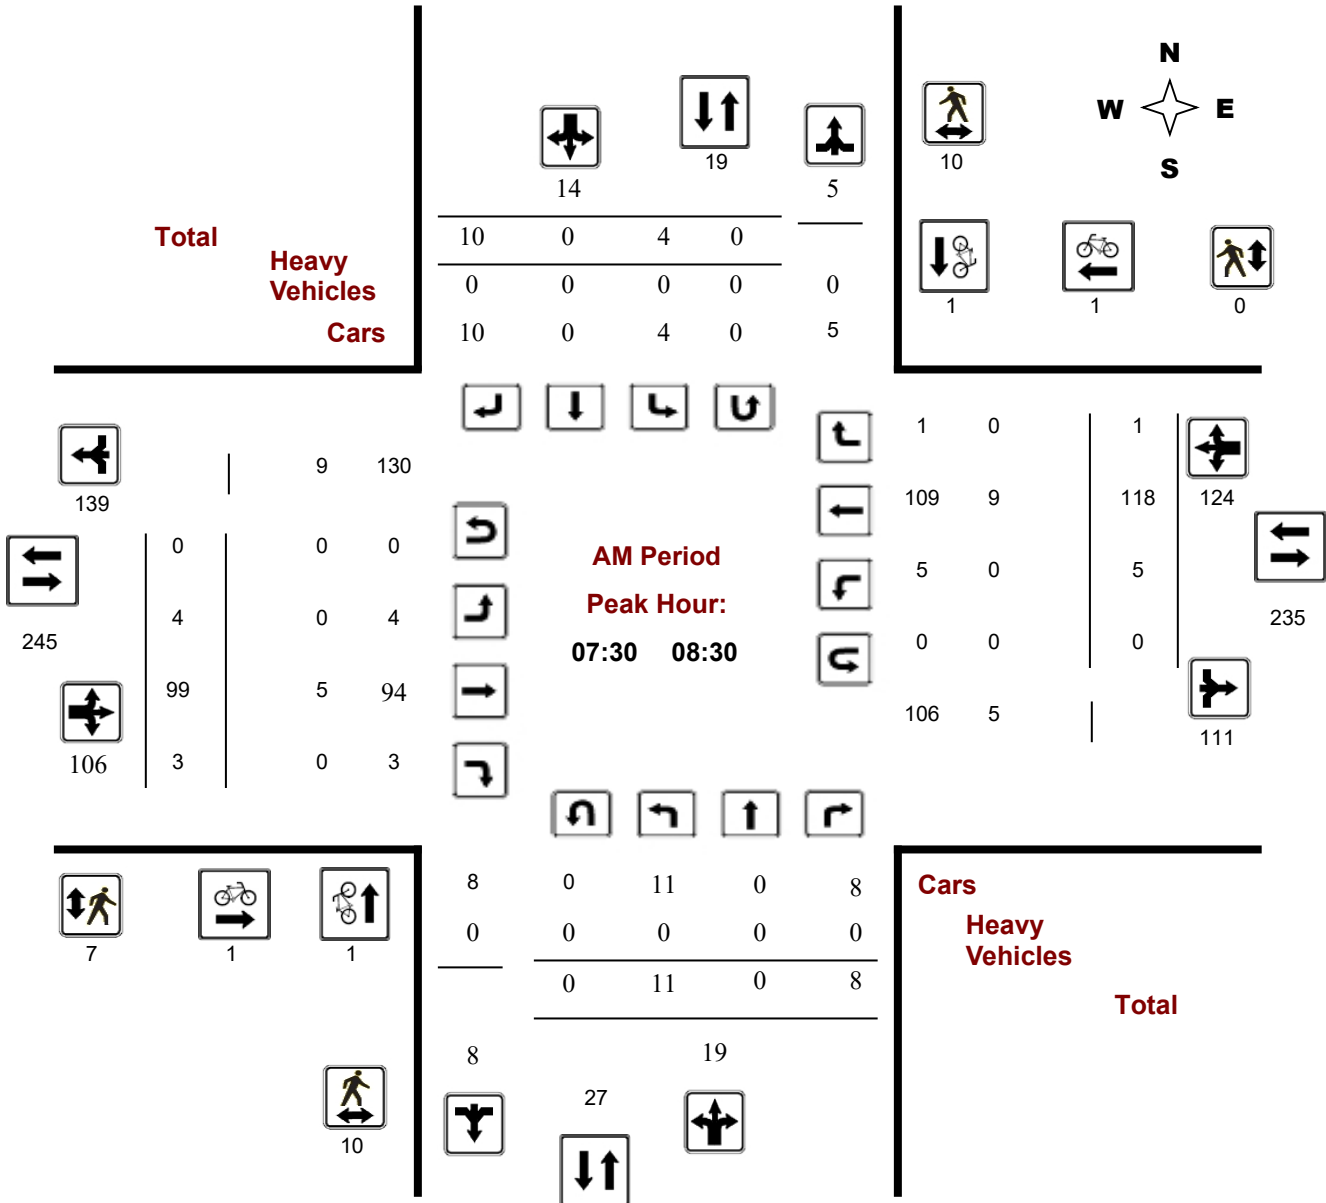 N
W E
S
19
10
14 5
Total
10 0 4 0
Heavy
Vehicles
0 0 0 0 0
1 1 0
Cars
10 0 4 0 5
1 0 1
9 130
139
109 9 118 124
0 0 0
AM Period
5 0 5
Peak Hour:
4 0 4
235
245
07:30 08:30
0 0 0
99 5 94
106 5
111
106 3 0 3
8 0 11 0 8
Cars
0 0 0 0 0
Heavy
Vehicles
7 1 1
0 11 0 8
Total
8 19
27
10